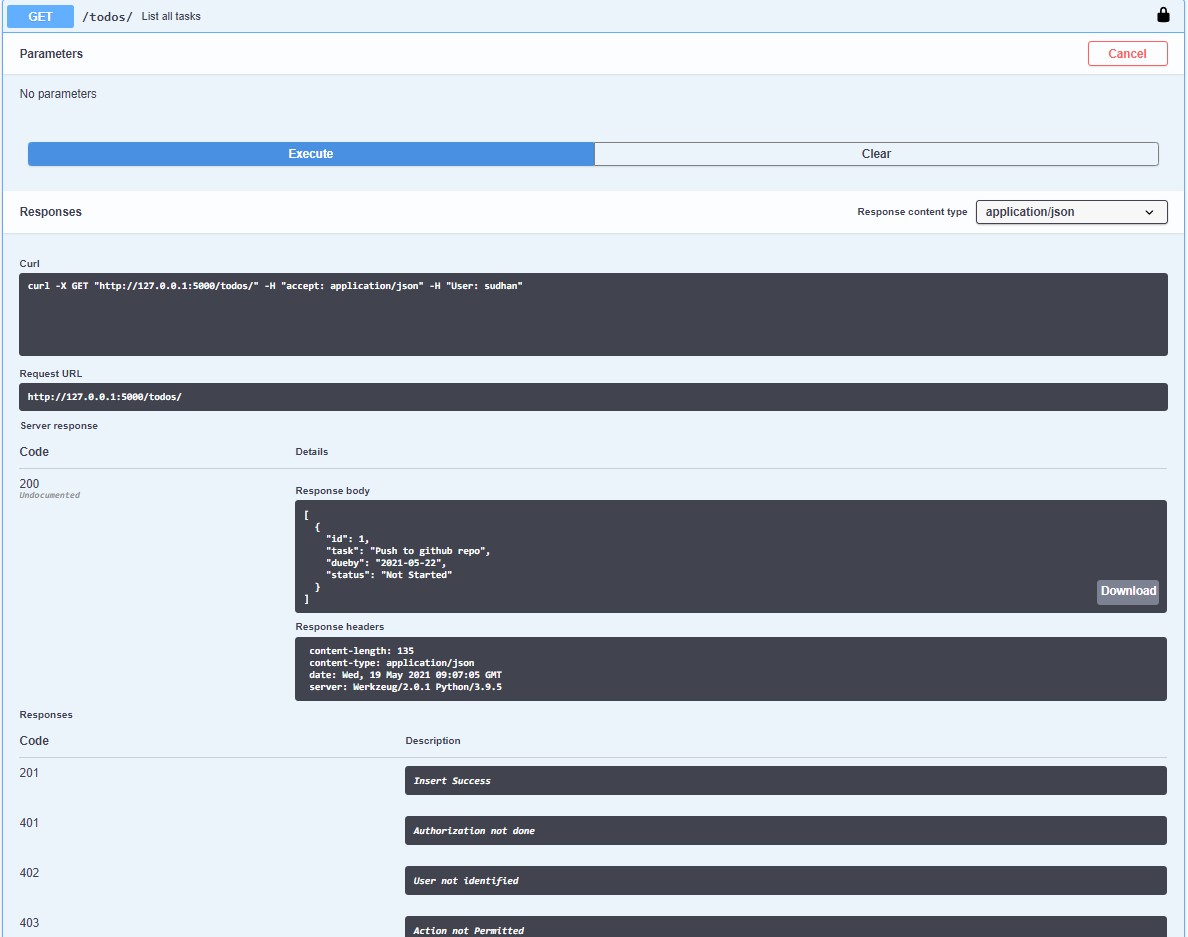 GET /todos/ List all tasks
Parameters Cancel
No parameters
Execute Clear
Responses Response content type application/json
Curl
curl -X GET "http://127.0.0.1:5000/todos/" -H "accept: application/json" -H "User: sudhan"
Request URL
http://127.0.0.1:5000/todos/
Server response
Code Details
200
Undocumented
Response body
[
  {
    "id": 1,
    "task": "Push to github repo",
    "dueby": "2021-05-22",
    "status": "Not Started"
  }
]
Download
Response headers
content-length: 135
content-type: application/json
date: Wed, 19 May 2021 09:07:05 GMT
server: Werkzeug/2.0.1 Python/3.9.5
Responses
Code Description
201 Insert Success
401 Authorization not done
402 User not identified
403 Action not Permitted